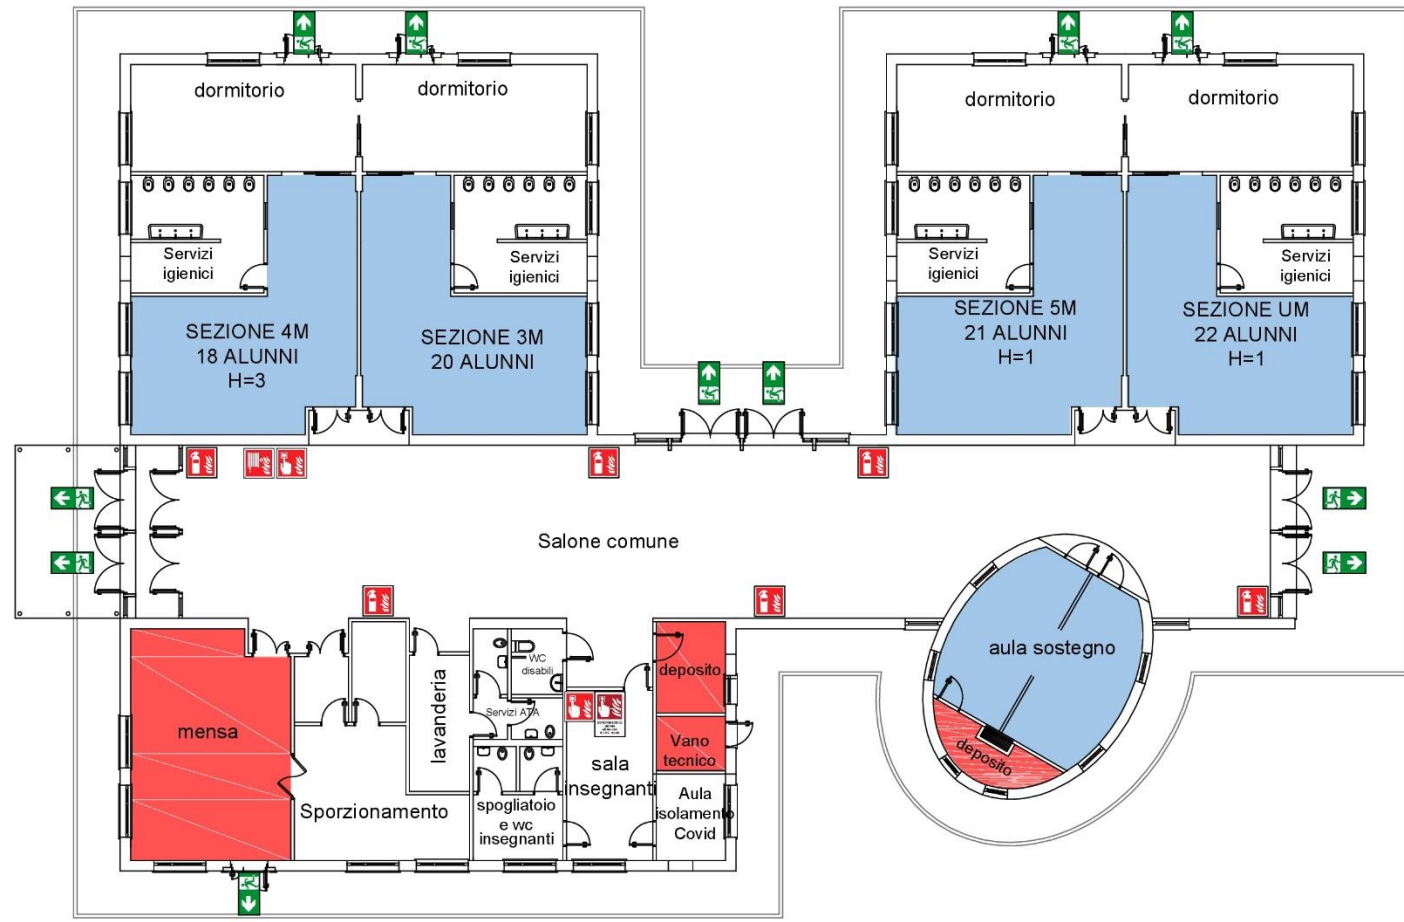 dormitorio
dormitorio
dormitorio
dormitorio
Servizi
igienici
Servizi
igienici
Servizi
igienici
Servizi
igienici
SEZIONE 4M
18 ALUNNI
H=3
SEZIONE 3M
20 ALUNNI
SEZIONE 5M
21 ALUNNI
H=1
SEZIONE UM
22 ALUNNI
H=1
Salone comune
mensa
Sporzionamento
lavanderia
WC
disabili
Servizi ATA
spogliatoio
e wc
insegnanti
sala
insegnanti
deposito
Vano
tecnico
Aula
isolamento
Covid
aula sostegno
deposito